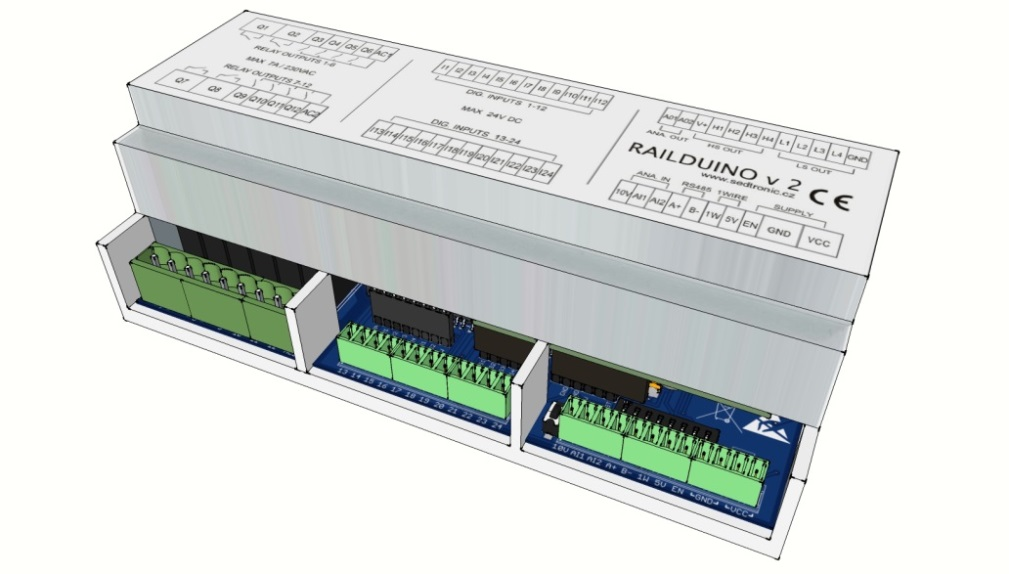 Q1 Q2 Q3 Q4 Q5 Q6 AC1
RELAY OUTPUTS 1-6
MAX 7A / 230VAC
RELAY OUTPUTS 7-12
Q7 Q8 Q9 Q10 Q11 Q12 AC2
I1 I2 I3 I4 I5 I6 I7 I8 I9 I10 I11 I12
DIG. INPUTS 1-12
MAX 24V DC
DIG. INPUTS 13-24
I13 I14 I15 I16 I17 I18 I19 I20 I21 I22 I23 I24
A01 A02 V+ H1 H2 H3 H4 L1 L2 L3 L4 GND
ANA. OUT HS OUT LS OUT
RAILDUINO v 2 CE
www.sedtronic.cz
ANA. IN RS485 1WIRE SUPPLY
10V AI1 AI2 A+ B- 1W 5V EN GND VCC
13 14 15 16 17 18 19 20 21 22 23 24
10V AI1 AI2 A+ B- 1W 5V EN GND VCC